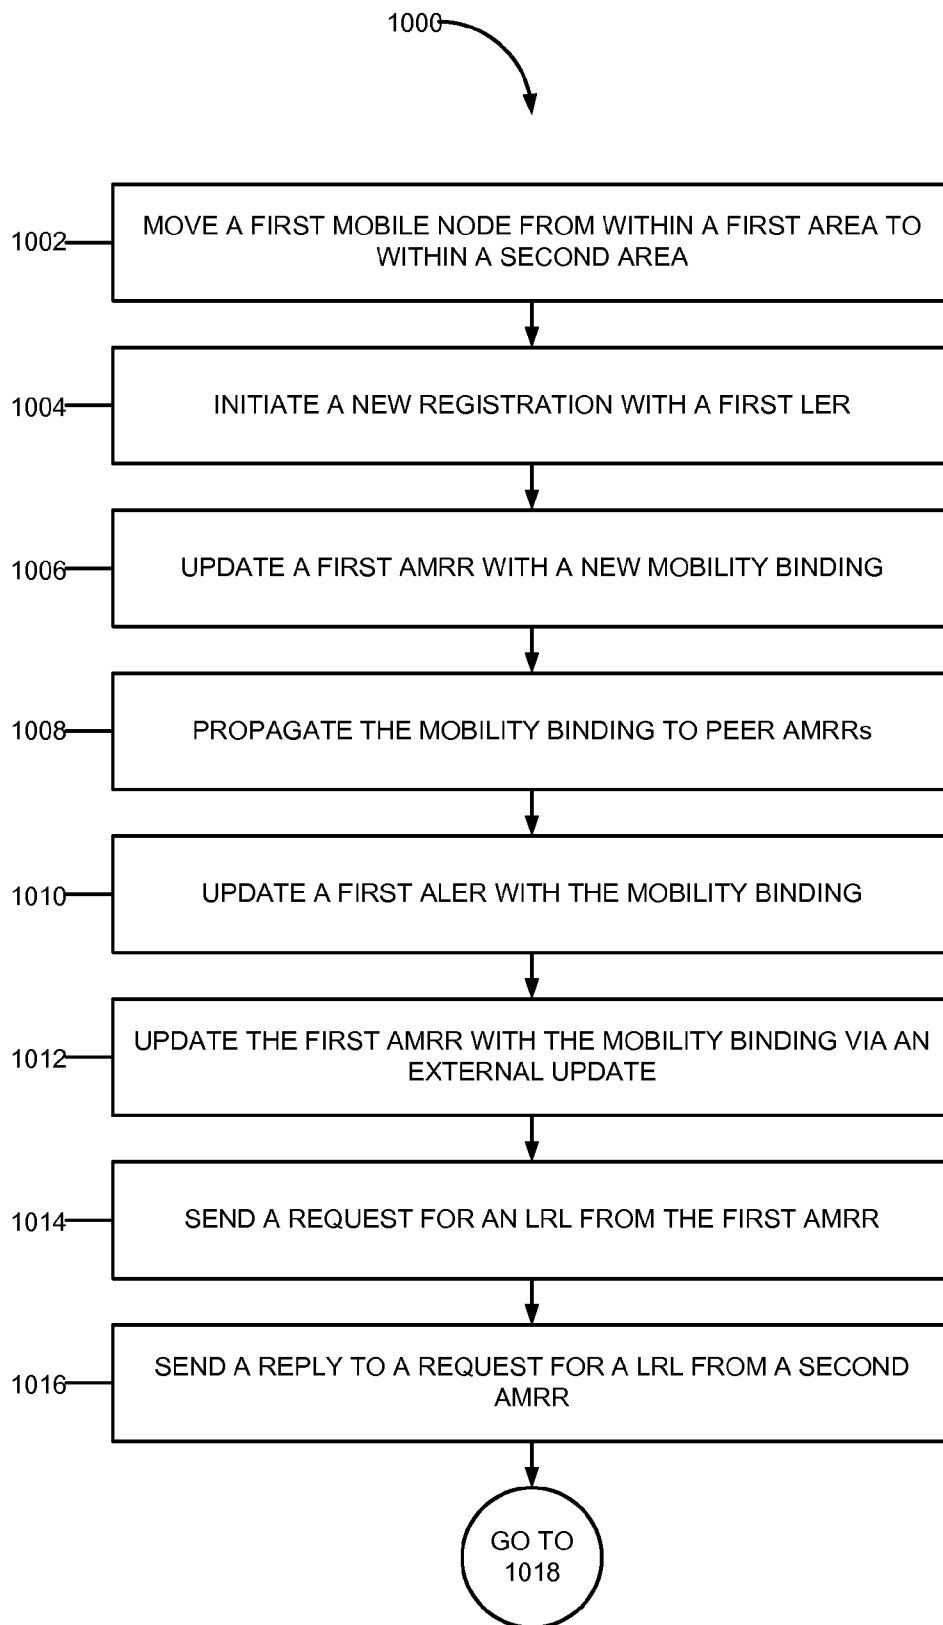 1000
1002
MOVE A FIRST MOBILE NODE FROM WITHIN A FIRST AREA TO
WITHIN A SECOND AREA
1004
INITIATE A NEW REGISTRATION WITH A FIRST LER
1006
UPDATE A FIRST AMRR WITH A NEW MOBILITY BINDING
1008
PROPAGATE THE MOBILITY BINDING TO PEER AMRRs
1010
UPDATE A FIRST ALER WITH THE MOBILITY BINDING
1012
UPDATE THE FIRST AMRR WITH THE MOBILITY BINDING VIA AN
EXTERNAL UPDATE
1014
SEND A REQUEST FOR AN LRL FROM THE FIRST AMRR
1016
SEND A REPLY TO A REQUEST FOR A LRL FROM A SECOND
AMRR
GO TO
1018